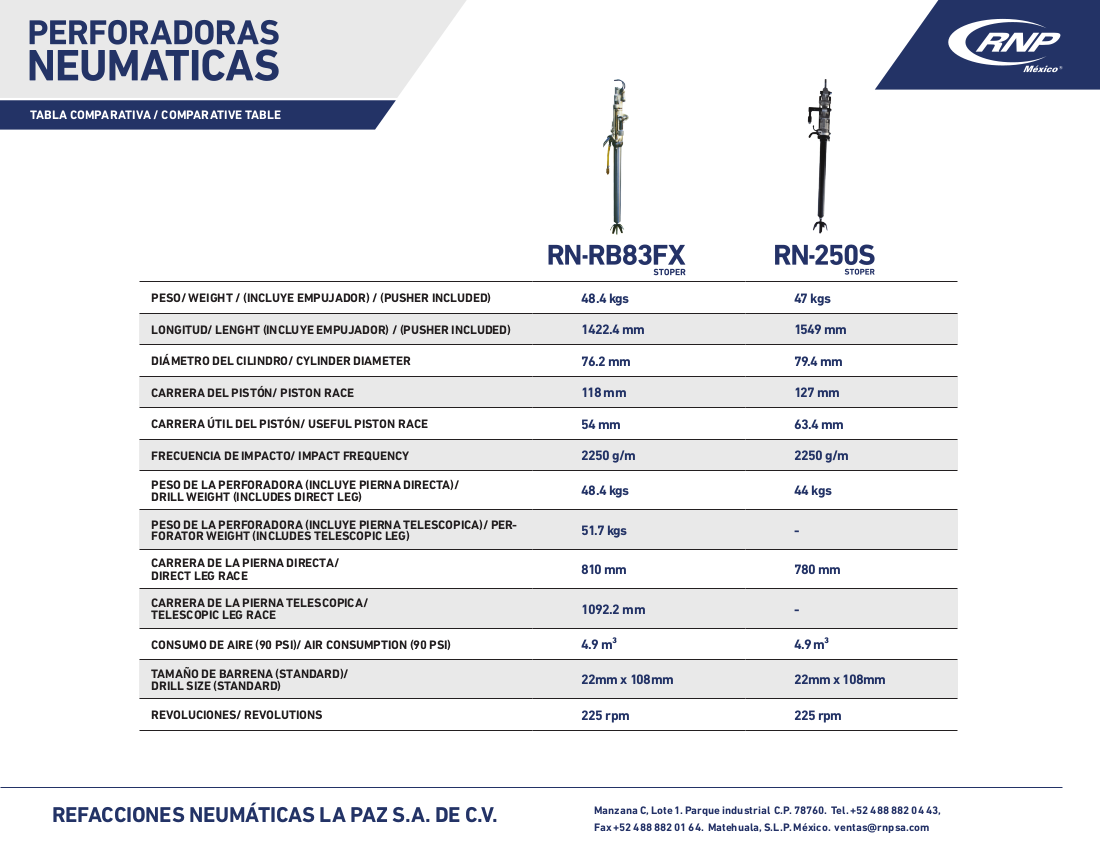 PERFORADORAS
NEUMATICAS
TABLA COMPARATIVA / COMPARATIVE TABLE
RNP
México®
RN-RB83FX
STOPER
RN-250S
STOPER
PESO/ WEIGHT / (INCLUYE EMPUJADOR) / (PUSHER INCLUDED) 48.4 kgs 47 kgs
LONGITUD/ LENGHT (INCLUYE EMPUJADOR) / (PUSHER INCLUDED) 1422.4 mm 1549 mm
DIÁMETRO DEL CILINDRO/ CYLINDER DIAMETER 76.2 mm 79.4 mm
CARRERA DEL PISTÓN/ PISTON RACE 118 mm 127 mm
CARRERA ÚTIL DEL PISTÓN/ USEFUL PISTON RACE 54 mm 63.4 mm
FRECUENCIA DE IMPACTO/ IMPACT FREQUENCY 2250 g/m 2250 g/m
PESO DE LA PERFORADORA (INCLUYE PIERNA DIRECTA)/
DRILL WEIGHT (INCLUDES DIRECT LEG) 48.4 kgs 44 kgs
PESO DE LA PERFORADORA (INCLUYE PIERNA TELESCOPICA)/ PER-
FORATOR WEIGHT (INCLUDES TELESCOPIC LEG) 51.7 kgs -
CARRERA DE LA PIERNA DIRECTA/
DIRECT LEG RACE 810 mm 780 mm
CARRERA DE LA PIERNA TELESCOPICA/
TELESCOPIC LEG RACE 1092.2 mm -
CONSUMO DE AIRE (90 PSI)/ AIR CONSUMPTION (90 PSI) 4.9 m³ 4.9 m³
TAMAÑO DE BARRENA (STANDARD)/
DRILL SIZE (STANDARD) 22mm x 108mm 22mm x 108mm
REVOLUCIONES/ REVOLUTIONS 225 rpm 225 rpm
REFACCIONES NEUMÁTICAS LA PAZ S.A. DE C.V.
Manzana C, Lote 1. Parque industrial C.P. 78760. Tel. +52 488 882 04 43,
Fax +52 488 882 01 64. Matehuala, S.L.P. México. ventas@rnpsa.com